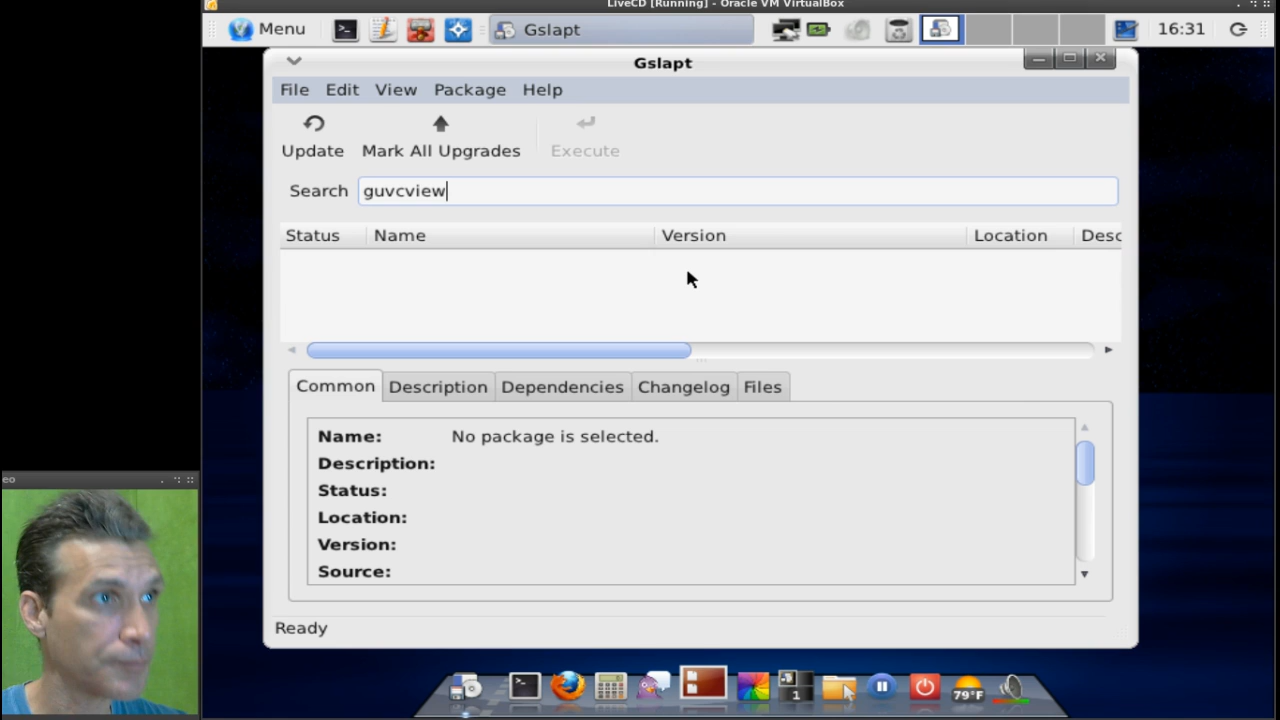 LiveCD [Running] - Oracle VM VirtualBox
Menu
Gslapt
16:31
Gslapt
File Edit View Package Help
Update Mark All Upgrades Execute
Search guvcview
Status Name Version Location Desc
Common Description Dependencies Changelog Files
Name: No package is selected.
Description:
Status:
Location:
Version:
Source:
Ready
eo
1
79°F